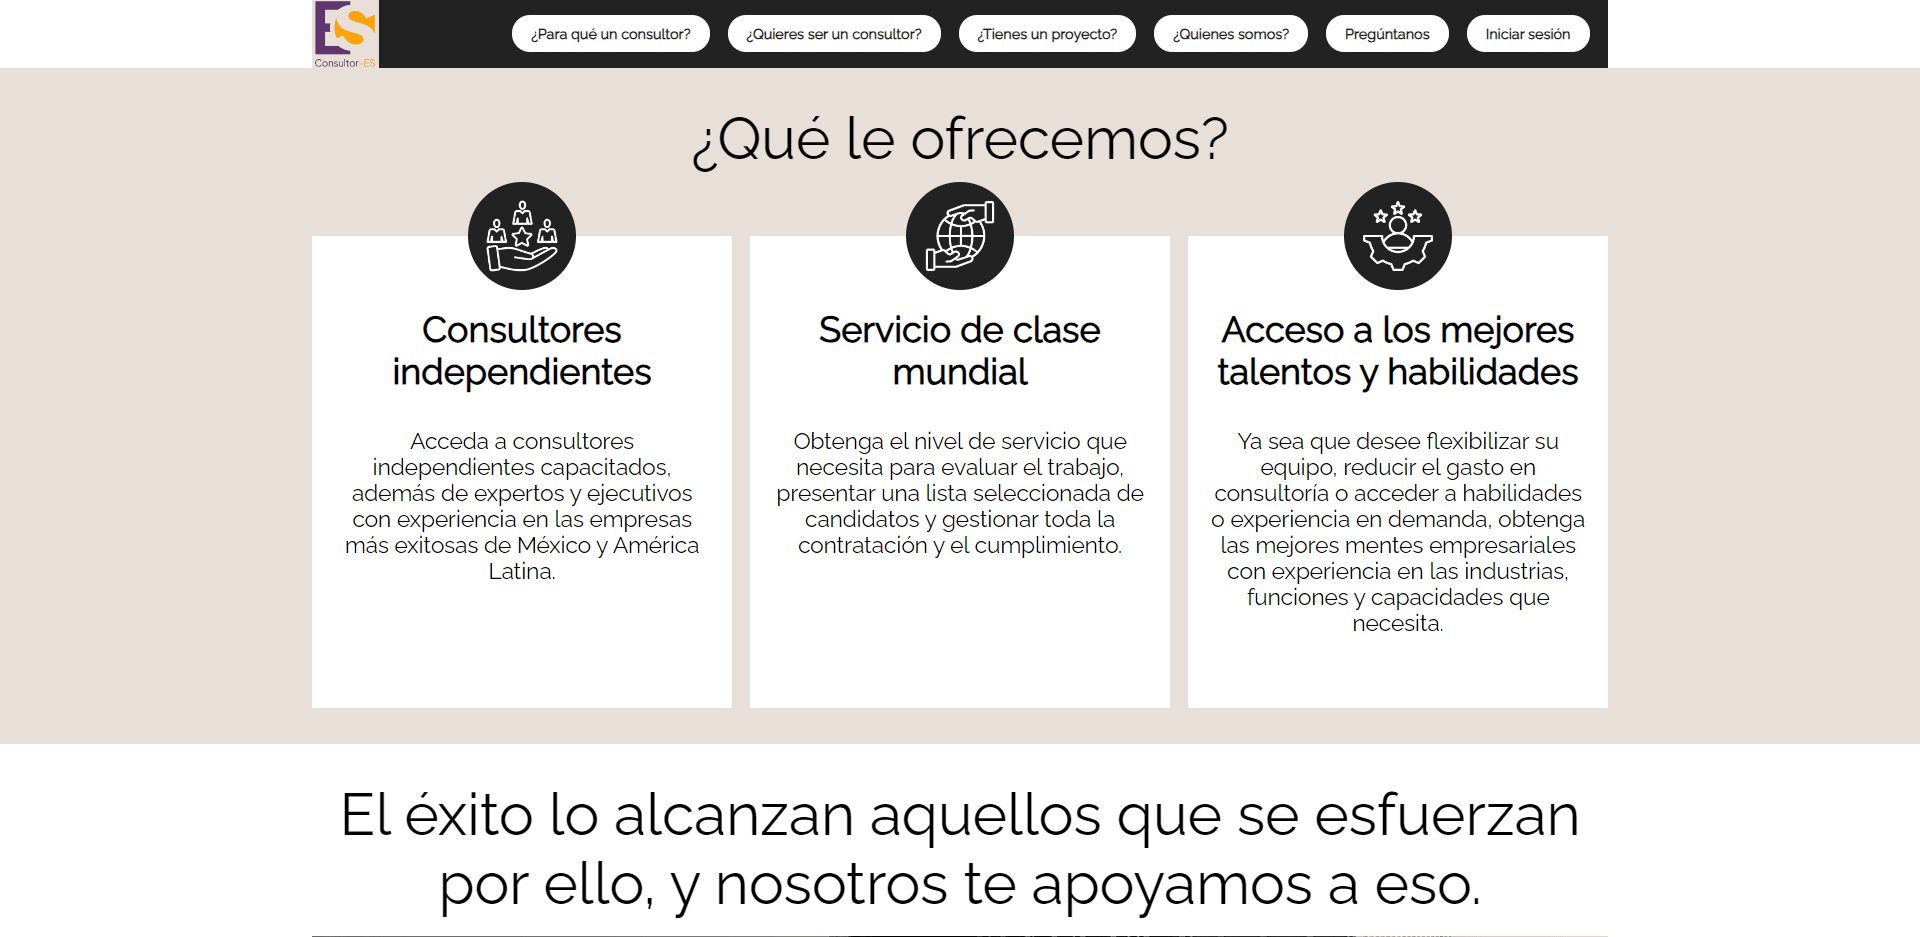 ES
Consultor-ES
¿Para qué un consultor?
¿Quieres ser un consultor?
¿Tienes un proyecto?
¿Quienes somos?
Pregúntanos
Iniciar sesión
¿Qué le ofrecemos?
Consultores
independientes
Acceda a consultores
independientes capacitados,
además de expertos y ejecutivos
con experiencia en las empresas
más exitosas de México y América
Latina.
Servicio de clase
mundial
Obtenga el nivel de servicio que
necesita para evaluar el trabajo,
presentar una lista seleccionada de
candidatos y gestionar toda la
contratación y el cumplimiento.
Acceso a los mejores
talentos y habilidades
Ya sea que desee flexibilizar su
equipo, reducir el gasto en
consultoría o acceder a habilidades
o experiencia en demanda, obtenga
las mejores mentes empresariales
con experiencia en las industrias,
funciones y capacidades que
necesita.
El éxito lo alcanzan aquellos que se esfuerzan
por ello, y nosotros te apoyamos a eso.